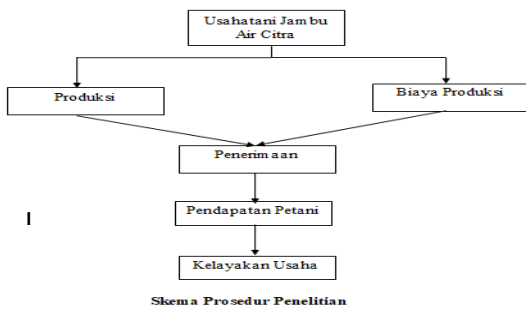 Usahatani Jambu
Air Citra
Produksi
Biaya Produksi
Penerimaan
Pendapatan Petani
Kelayakan Usaha
Skema Prosedur Penelitian